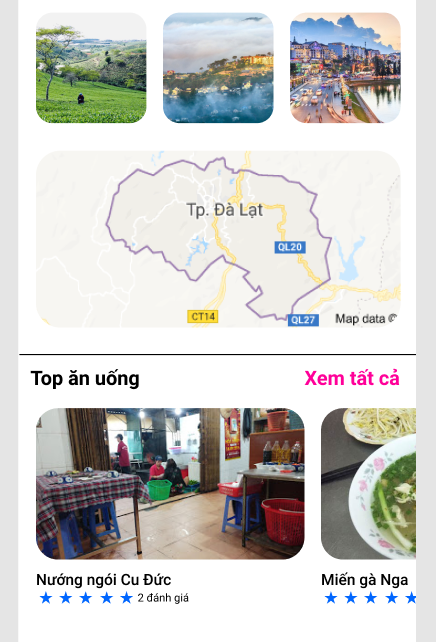 Tp. Đà Lạt
QL20
CT14
QL27
Map data ©
Top ăn uống
Xem tất cả
Nướng ngói Cu Đức
2 đánh giá
Miến gà Nga